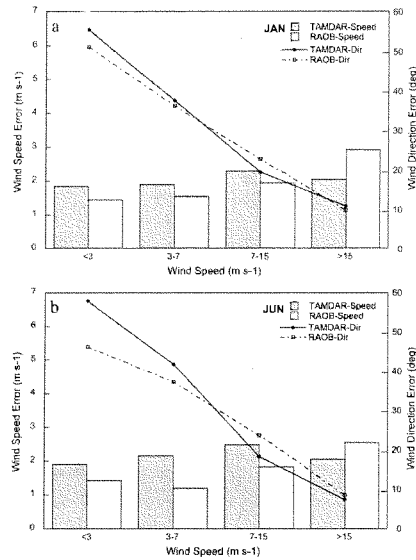 a
JAN
TAMDAR-Speed
RAOB-Speed
TAMDAR-Dir
RAOB-Dir
7
6
5
4
3
2
1
0
Wind Speed Error (m s-1)
60
50
40
30
20
10
0
Wind Direction Error (deg)
<3
3-7
7-15
>15
Wind Speed (m s-1)
b
JUN
TAMDAR-Speed
RAOB-Speed
TAMDAR-Dir
RAOB-Dir
7
6
5
4
3
2
1
0
Wind Speed Error (m s-1)
60
50
40
30
20
10
0
Wind Direction Error (deg)
<3
3-7
7-15
>15
Wind Speed (m s-1)